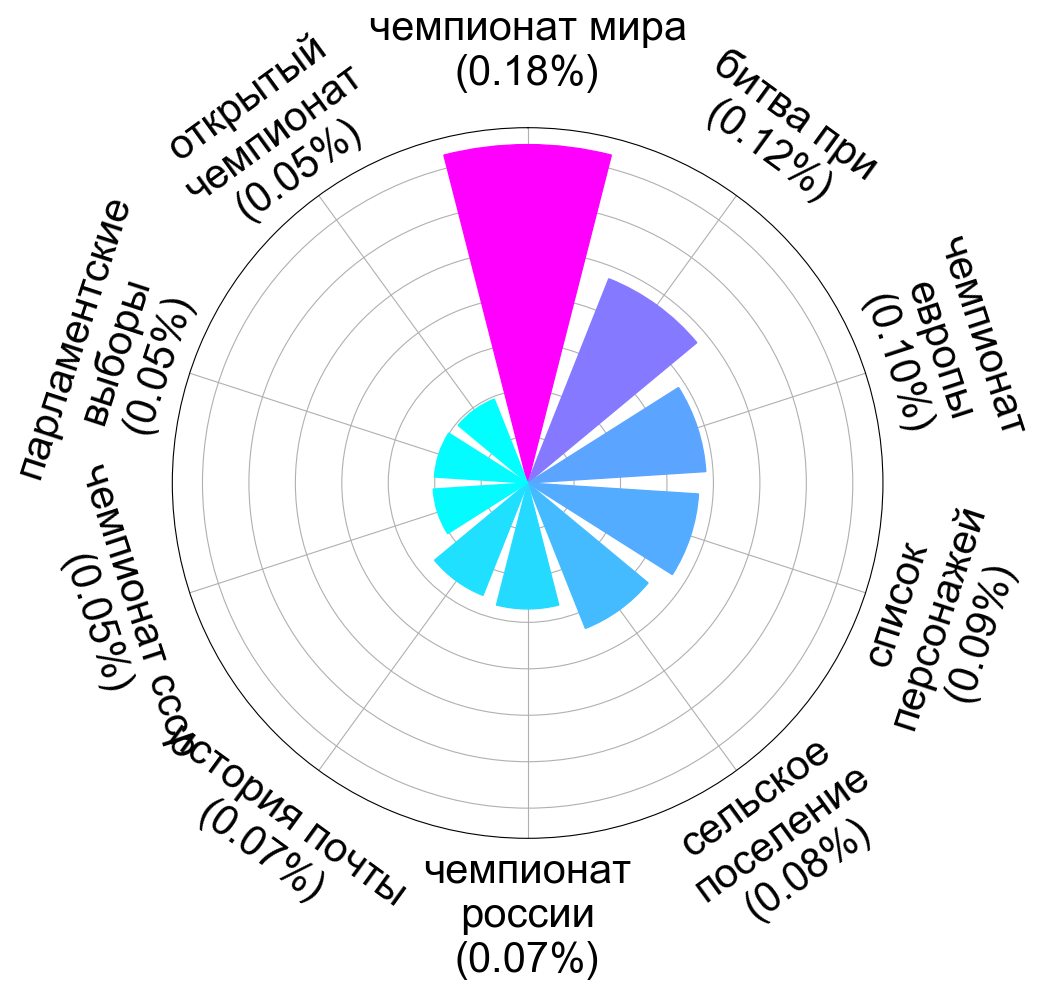 чемпионат мира
(0.18%)
битва при
(0.12%)
чемпионат
европы
(0.10%)
список
персонажей
(0.09%)
сельское
поселение
(0.08%)
чемпионат
россии
(0.07%)
история почты
(0.07%)
чемпионат ссср
(0.05%)
парламентские
выборы
(0.05%)
открытый
чемпионат
(0.05%)